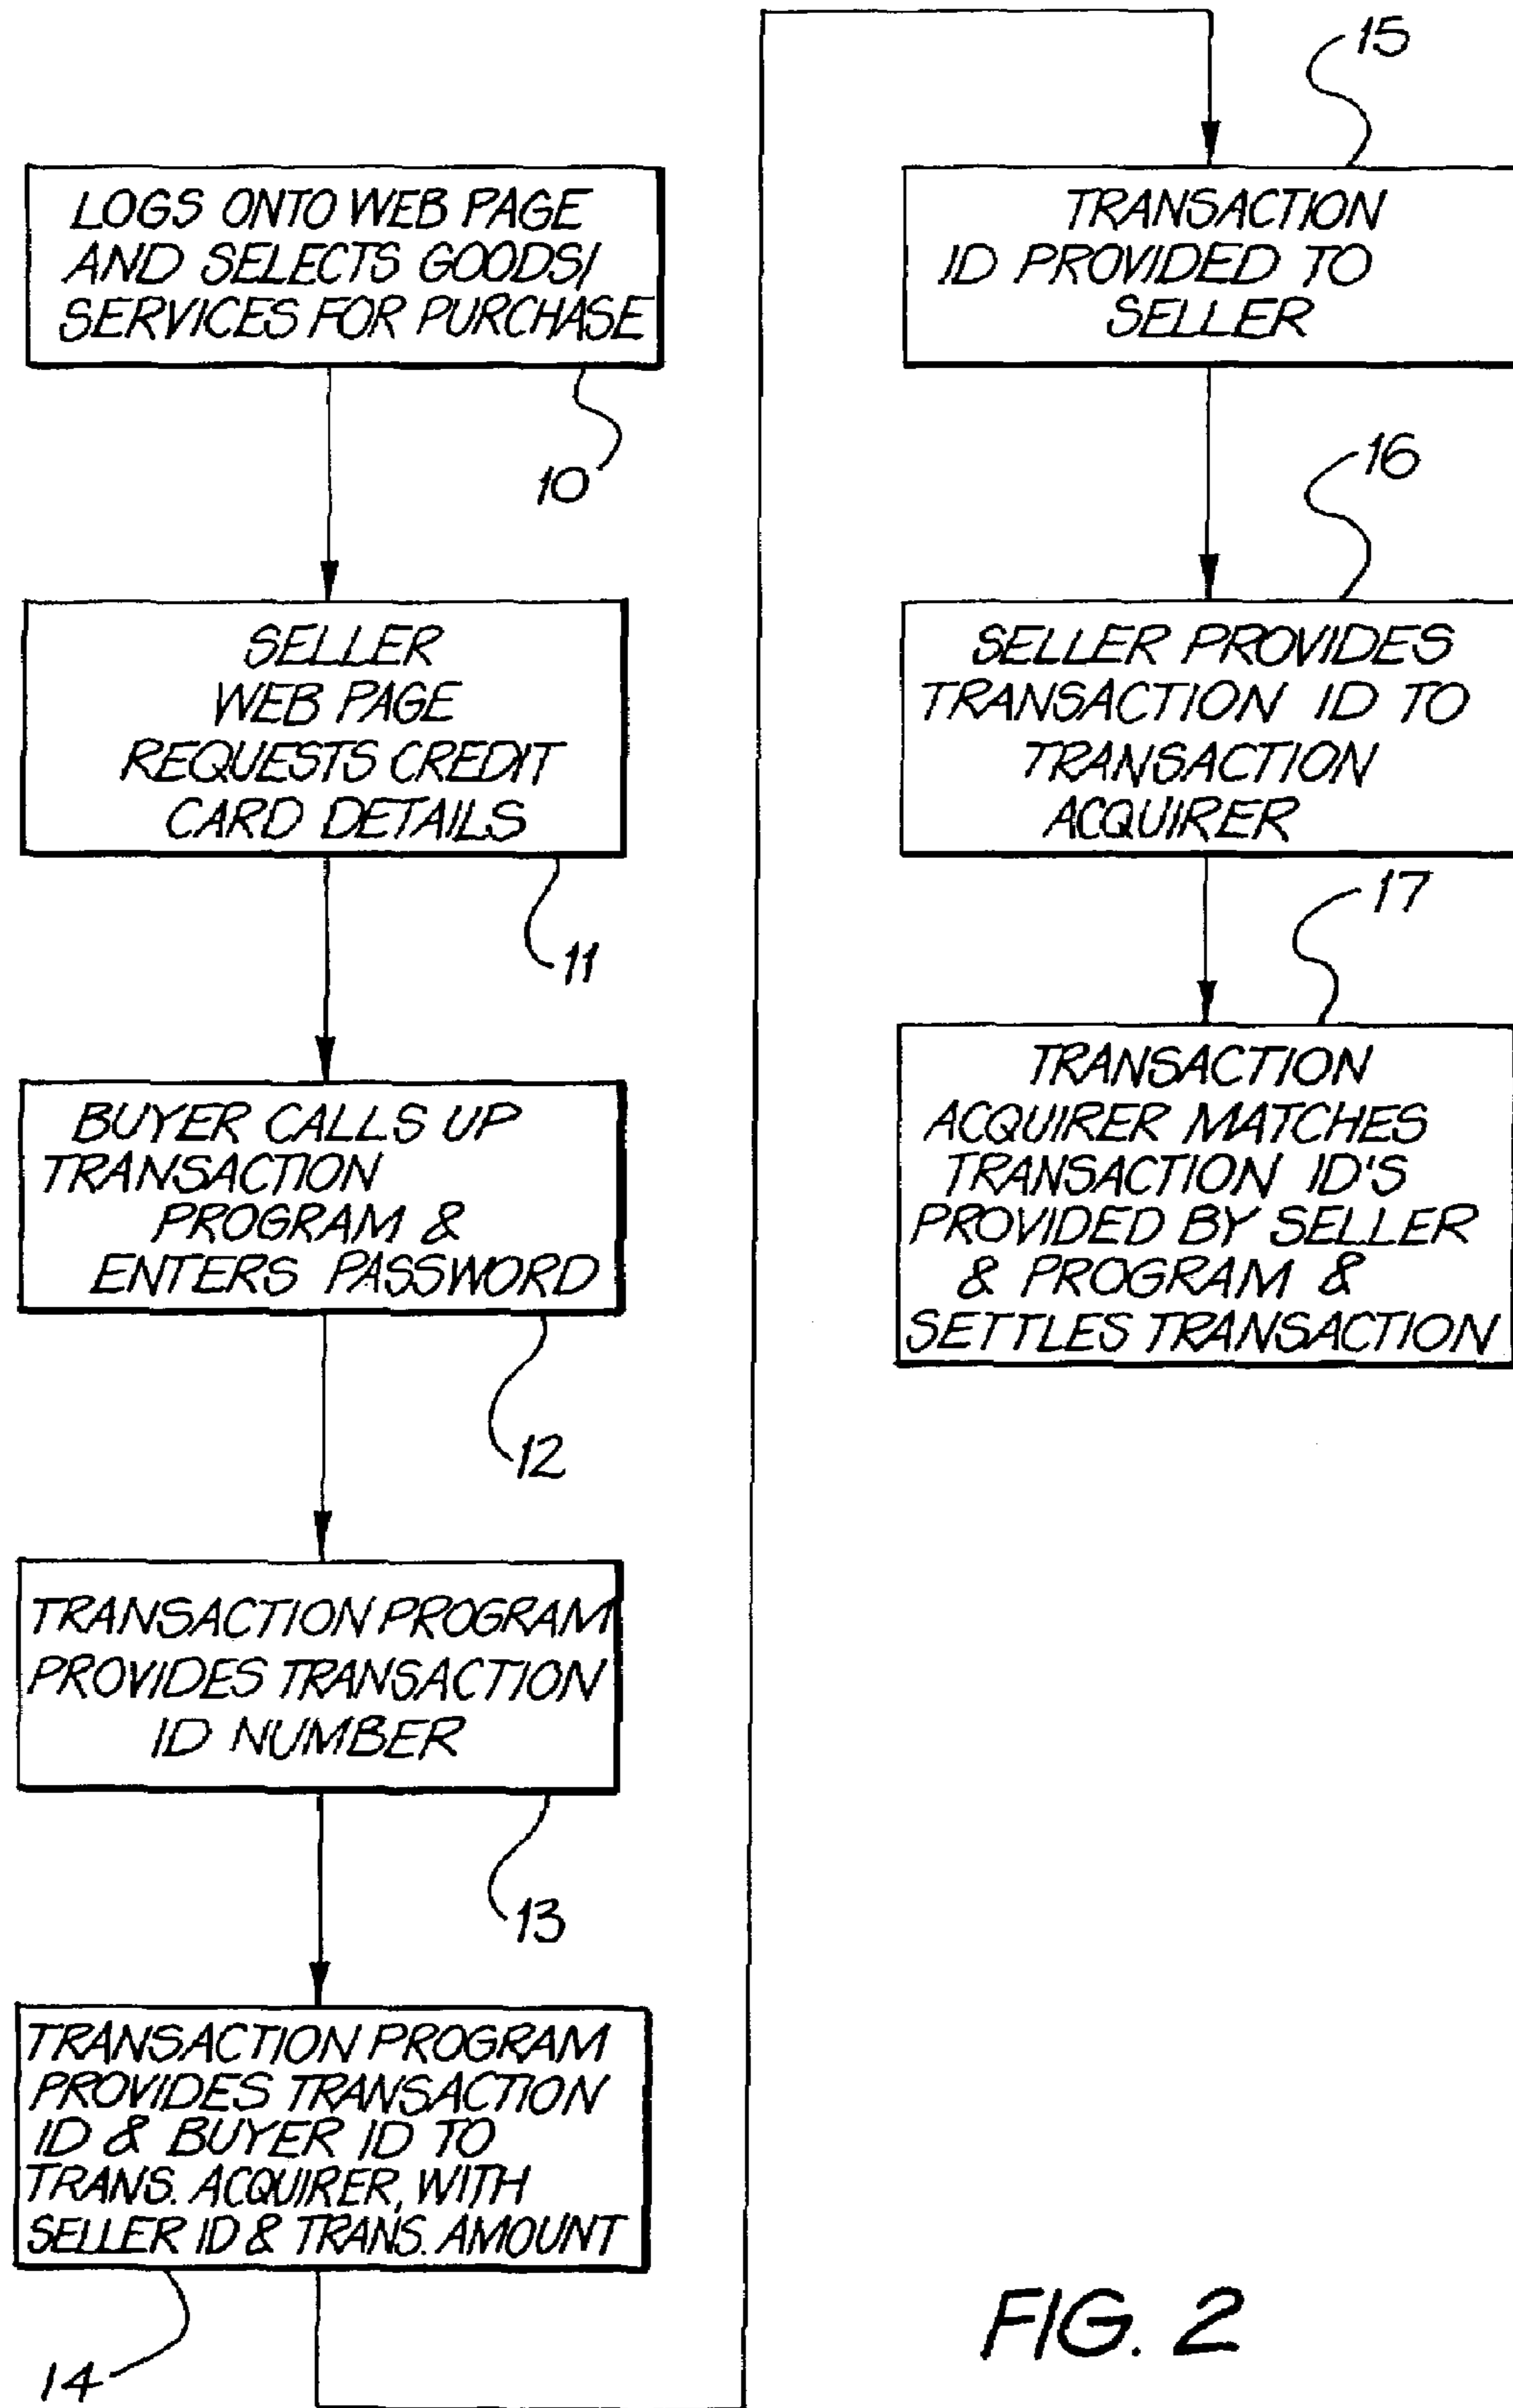 LOGS ONTO WEB PAGE
AND SELECTS GOODS/
SERVICES FOR PURCHASE
10
SELLER
WEB PAGE
REQUESTS CREDIT
CARD DETAILS
11
BUYER CALLS UP
TRANSACTION
PROGRAM &
ENTERS PASSWORD
12
TRANSACTION PROGRAM
PROVIDES TRANSACTION
ID NUMBER
13
TRANSACTION PROGRAM
PROVIDES TRANSACTION
ID & BUYER ID TO
TRANS. ACQUIRER, WITH
SELLER ID & TRANS. AMOUNT
14
15
TRANSACTION
ID PROVIDED TO
SELLER
16
SELLER PROVIDES
TRANSACTION ID TO
TRANSACTION
ACQUIRER
17
TRANSACTION
ACQUIRER MATCHES
TRANSACTION ID'S
PROVIDED BY SELLER
& PROGRAM &
SETTLES TRANSACTION
FIG. 2